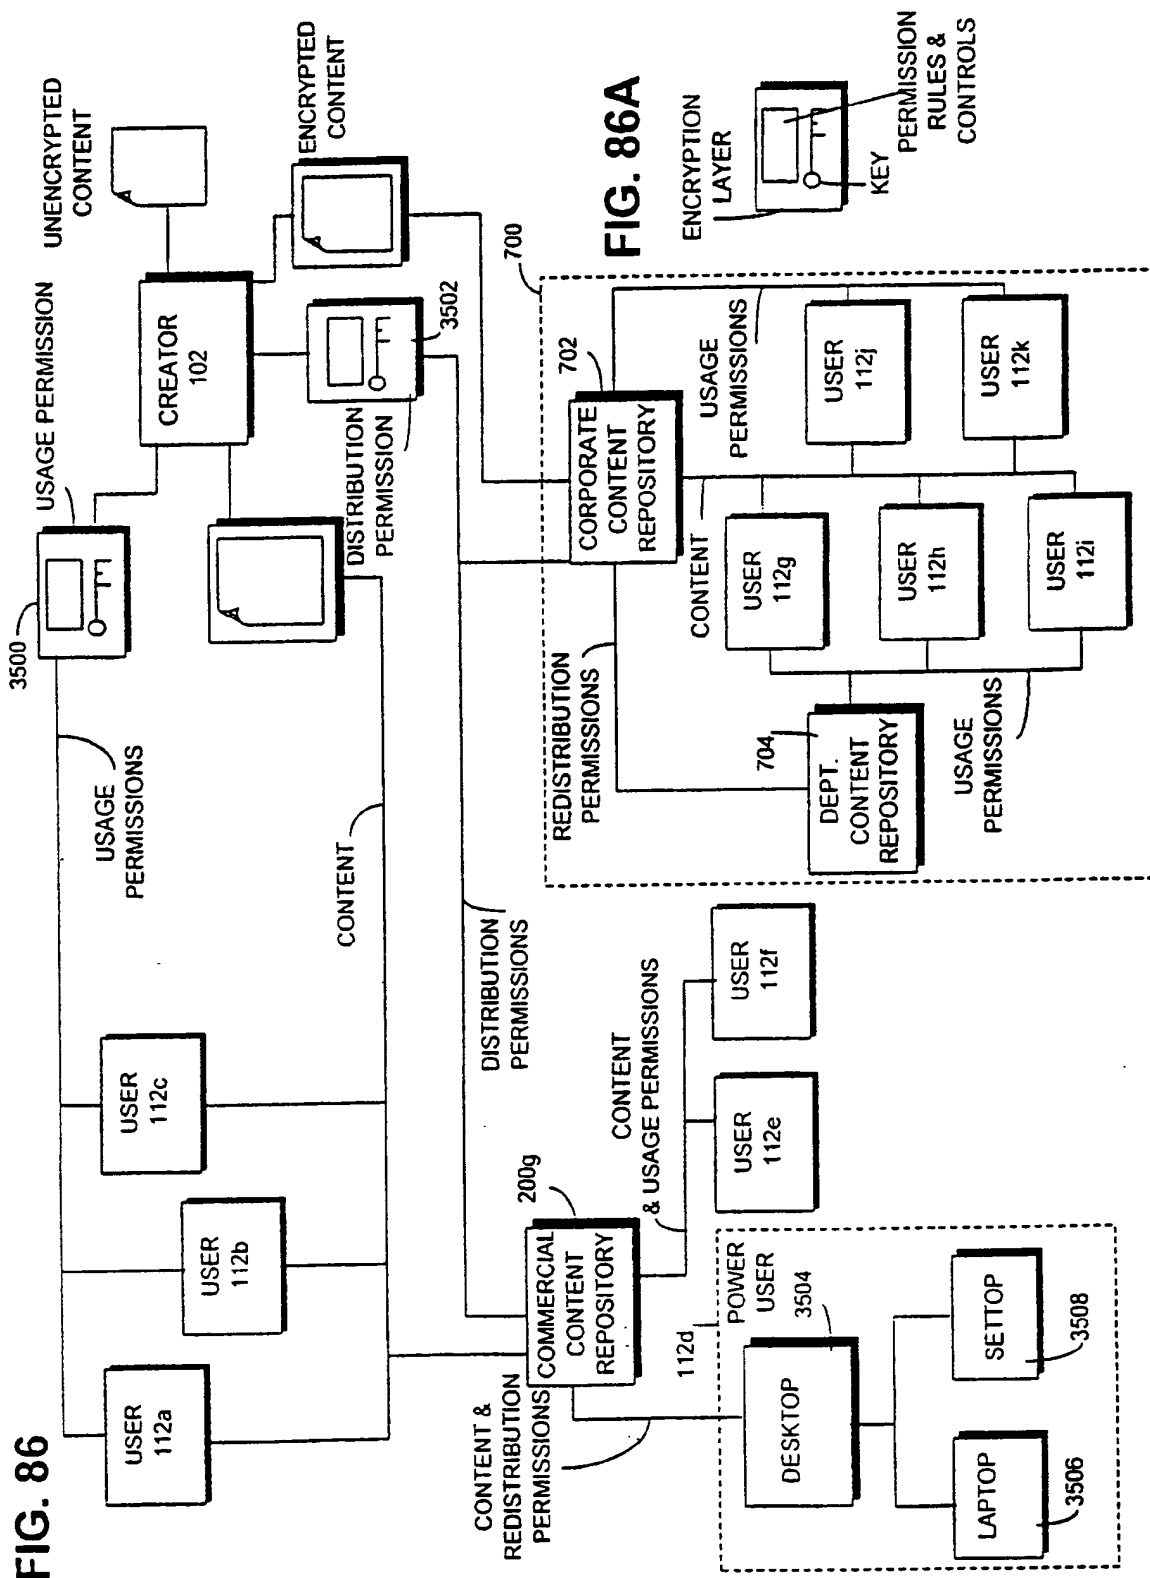 FIG. 86
USER
112a
USER
112b
USER
112c
USAGE
PERMISSIONS
3500
USAGE PERMISSION
CREATOR
102
UNENCRYPTED
CONTENT
ENCRYPTED
CONTENT
3502
DISTRIBUTION
PERMISSION
CONTENT
DISTRIBUTION
PERMISSIONS
COMMERCIAL
CONTENT
REPOSITORY
200g
CONTENT &
REDISTRIBUTION
PERMISSIONS
CONTENT
& USAGE PERMISSIONS
USER
112e
USER
112f
112d
POWER
USER
3504
DESKTOP
LAPTOP
3506
SETTOP
3508
700
CORPORATE
CONTENT
REPOSITORY
702
REDISTRIBUTION
PERMISSIONS
704
DEPT.
CONTENT
REPOSITORY
CONTENT
USAGE
PERMISSIONS
USER
112g
USER
112h
USER
112i
USER
112j
USER
112k
USAGE
PERMISSIONS
FIG. 86A
ENCRYPTION
LAYER
KEY
PERMISSION
RULES &
CONTROLS